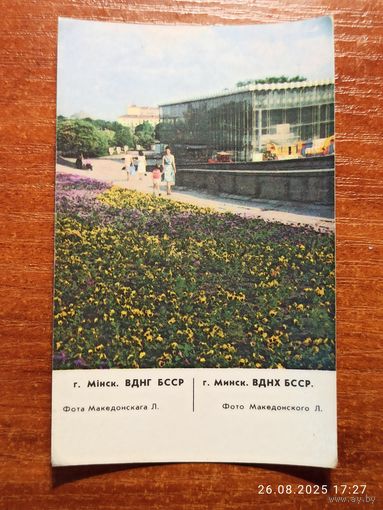 г. Мінск. ВДНГ БССР
Фота Македонскага Л.
г. Минск. ВДНХ БССР.
Фото Македонского Л.
26.08.2025 17:27
www.ay.by